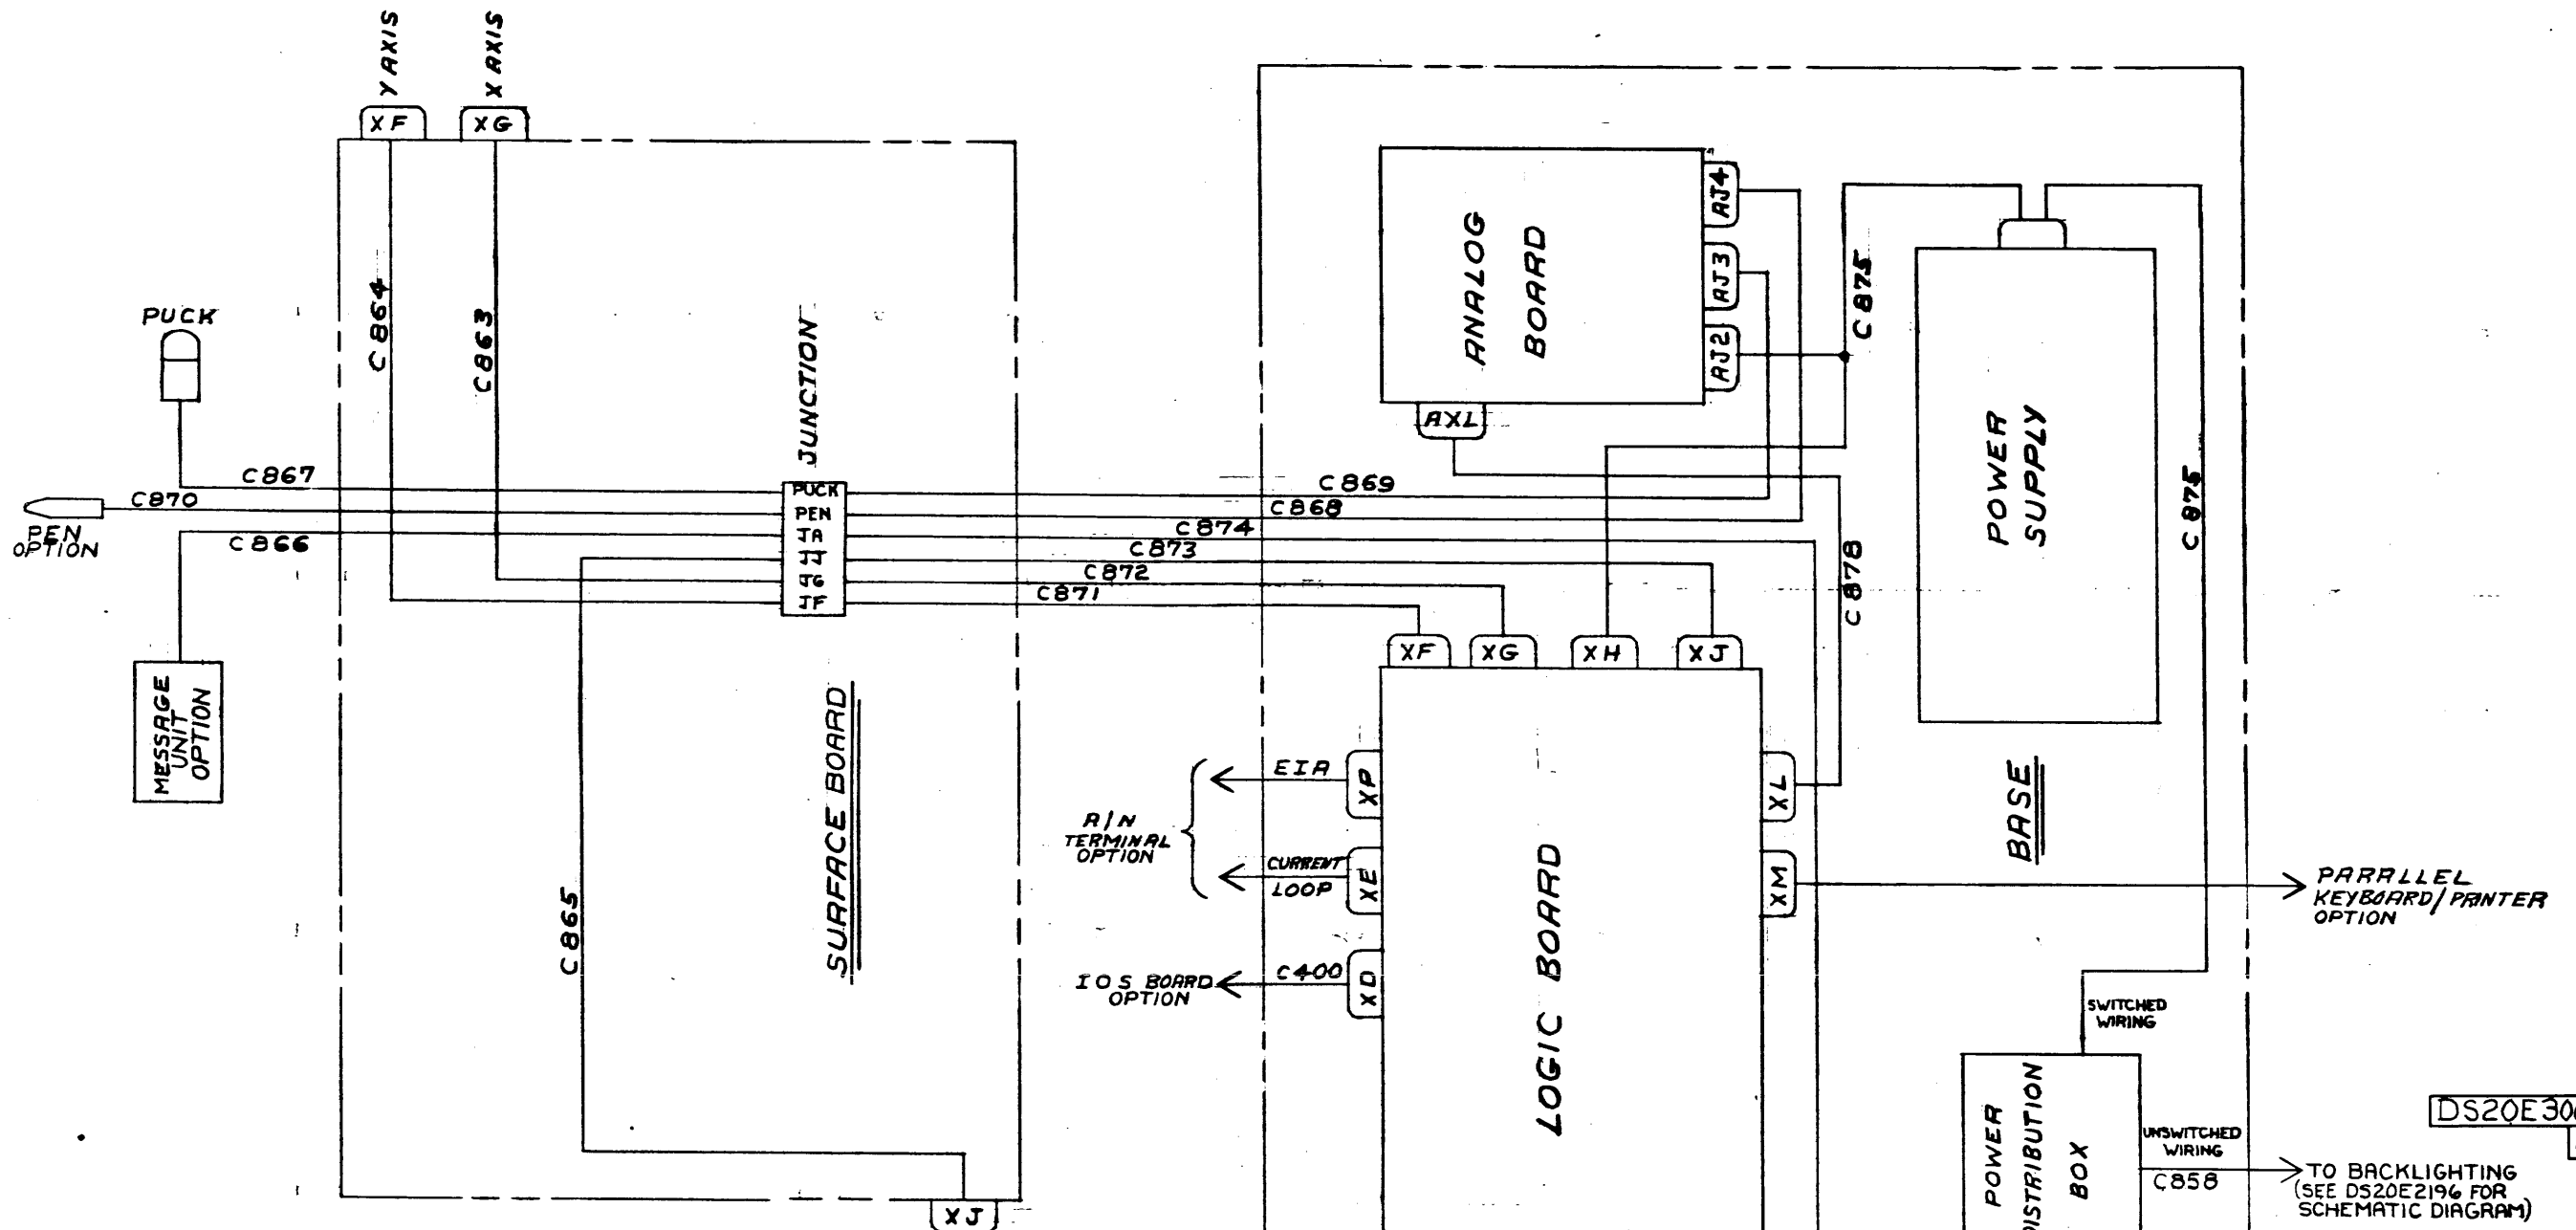 Y AXIS
X AXIS
XF
XG
C864
C863
PUCK
JUNCTION
C867
C870
PEN
OPTION
C866
PUCK
PEN
JA
JJ
JG
JF
MESSAGE
UNIT
OPTION
SURFACE BOARD
C865
XJ
C869
C868
C874
C873
C872
C871
ANALOG
BOARD
AJ4
AJ3
AJ2
AXL
C875
C878
POWER
SUPPLY
C875
BASE
XF
XG
XH
XJ
EIA
XP
R/N
TERMINAL
OPTION
CURRENT
LOOP
XE
C400
XD
IOS BOARD
OPTION
LOGIC BOARD
XL
XM
PARALLEL
KEYBOARD/PRINTER
OPTION
SWITCHED
WIRING
POWER
DISTRIBUTION
BOX
UNSWITCHED
WIRING
C858
TO BACKLIGHTING
(SEE DS20E2196 FOR
SCHEMATIC DIAGRAM)